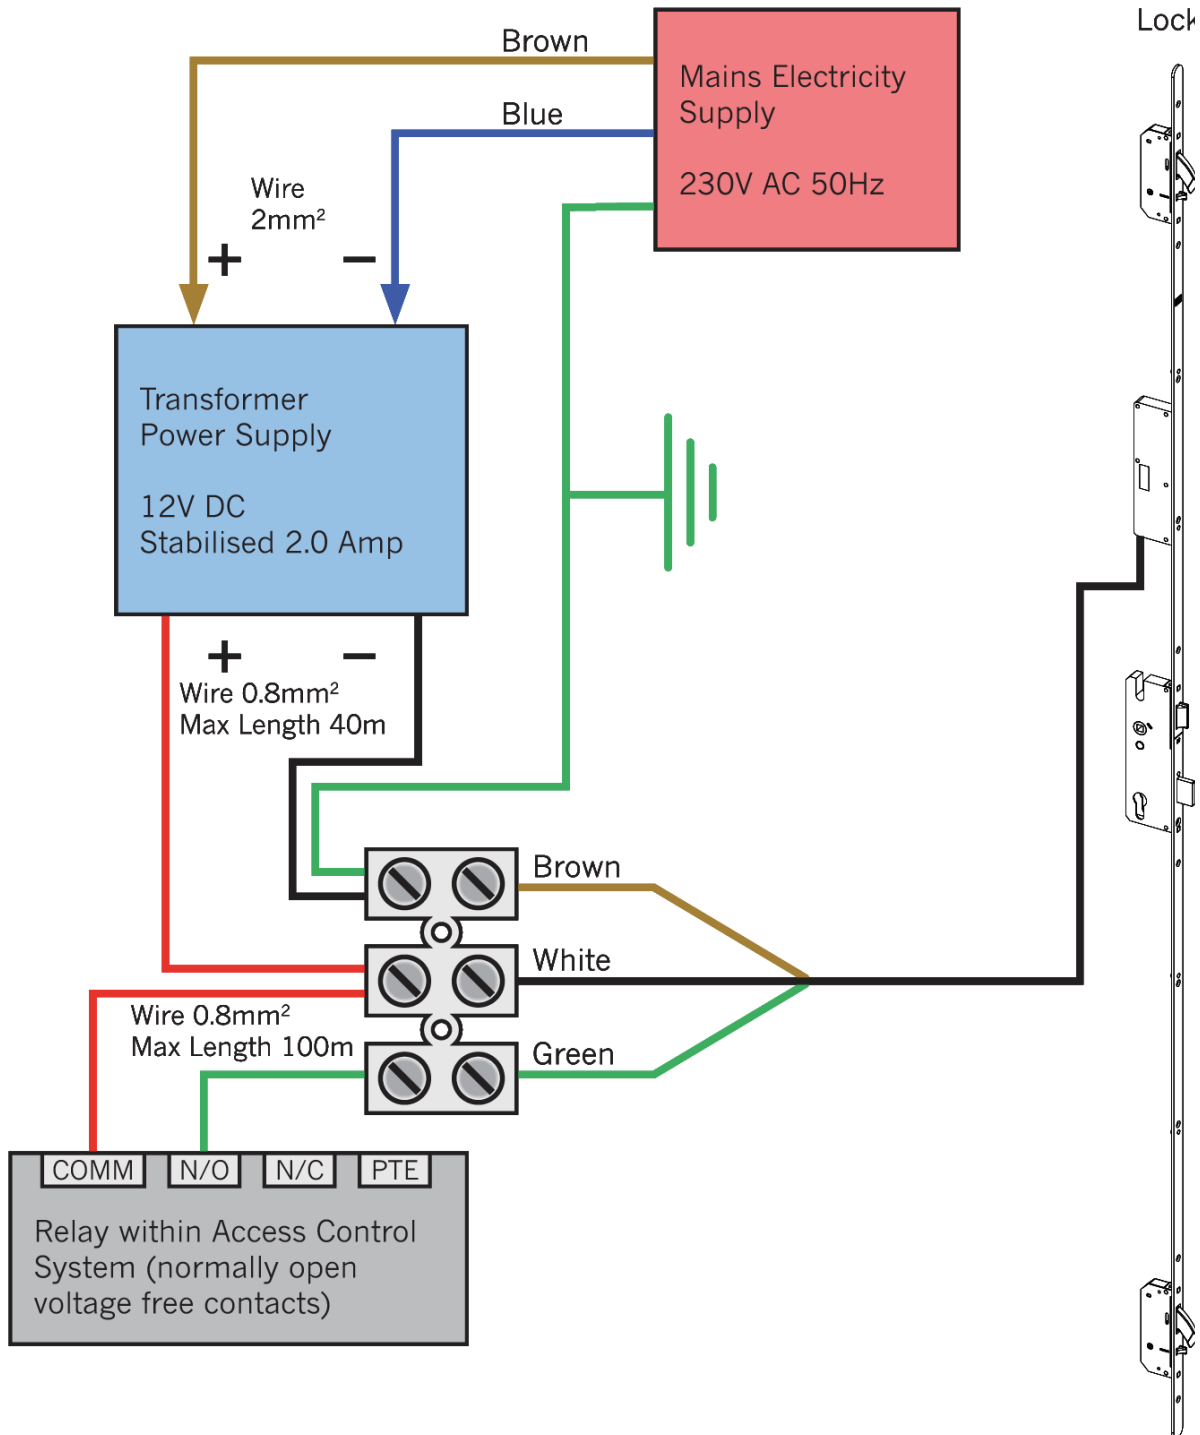 Lock
Brown
Mains Electricity
Supply
230V AC 50Hz
Blue
Wire
2mm²
+ −
Transformer
Power Supply
12V DC
Stabilised 2.0 Amp
+ −
Wire 0.8mm²
Max Length 40m
Brown
White
Wire 0.8mm²
Max Length 100m
Green
COMM N/O N/C PTE
Relay within Access Control
System (normally open
voltage free contacts)